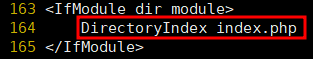 163 <IfModule dir_module>
164     DirectoryIndex index.php
165 </IfModule>